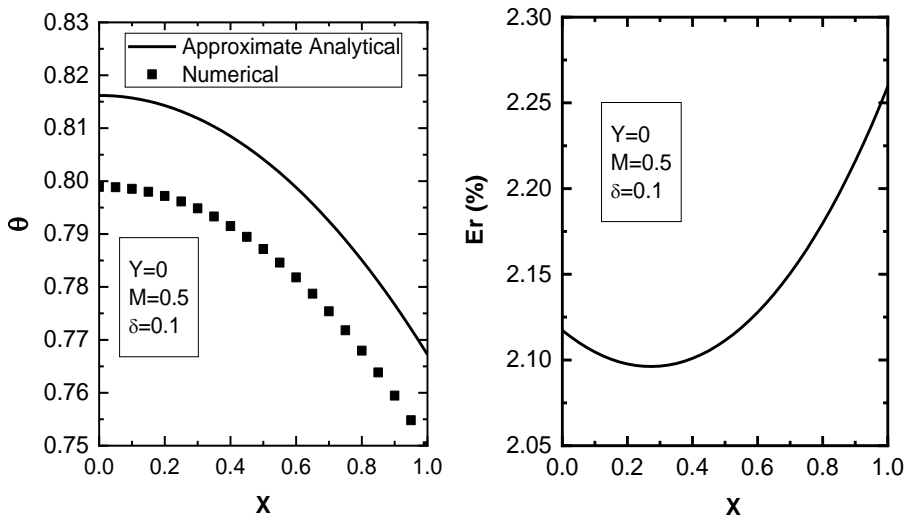 0.83
0.82
0.81
0.80
0.79
0.78
0.77
0.76
0.75
θ
Approximate Analytical
Numerical
Y=0
M=0.5
δ=0.1
0.0 0.2 0.4 0.6 0.8 1.0
X
2.30
2.25
2.20
2.15
2.10
2.05
Er (%)
Y=0
M=0.5
δ=0.1
0.0 0.2 0.4 0.6 0.8 1.0
X